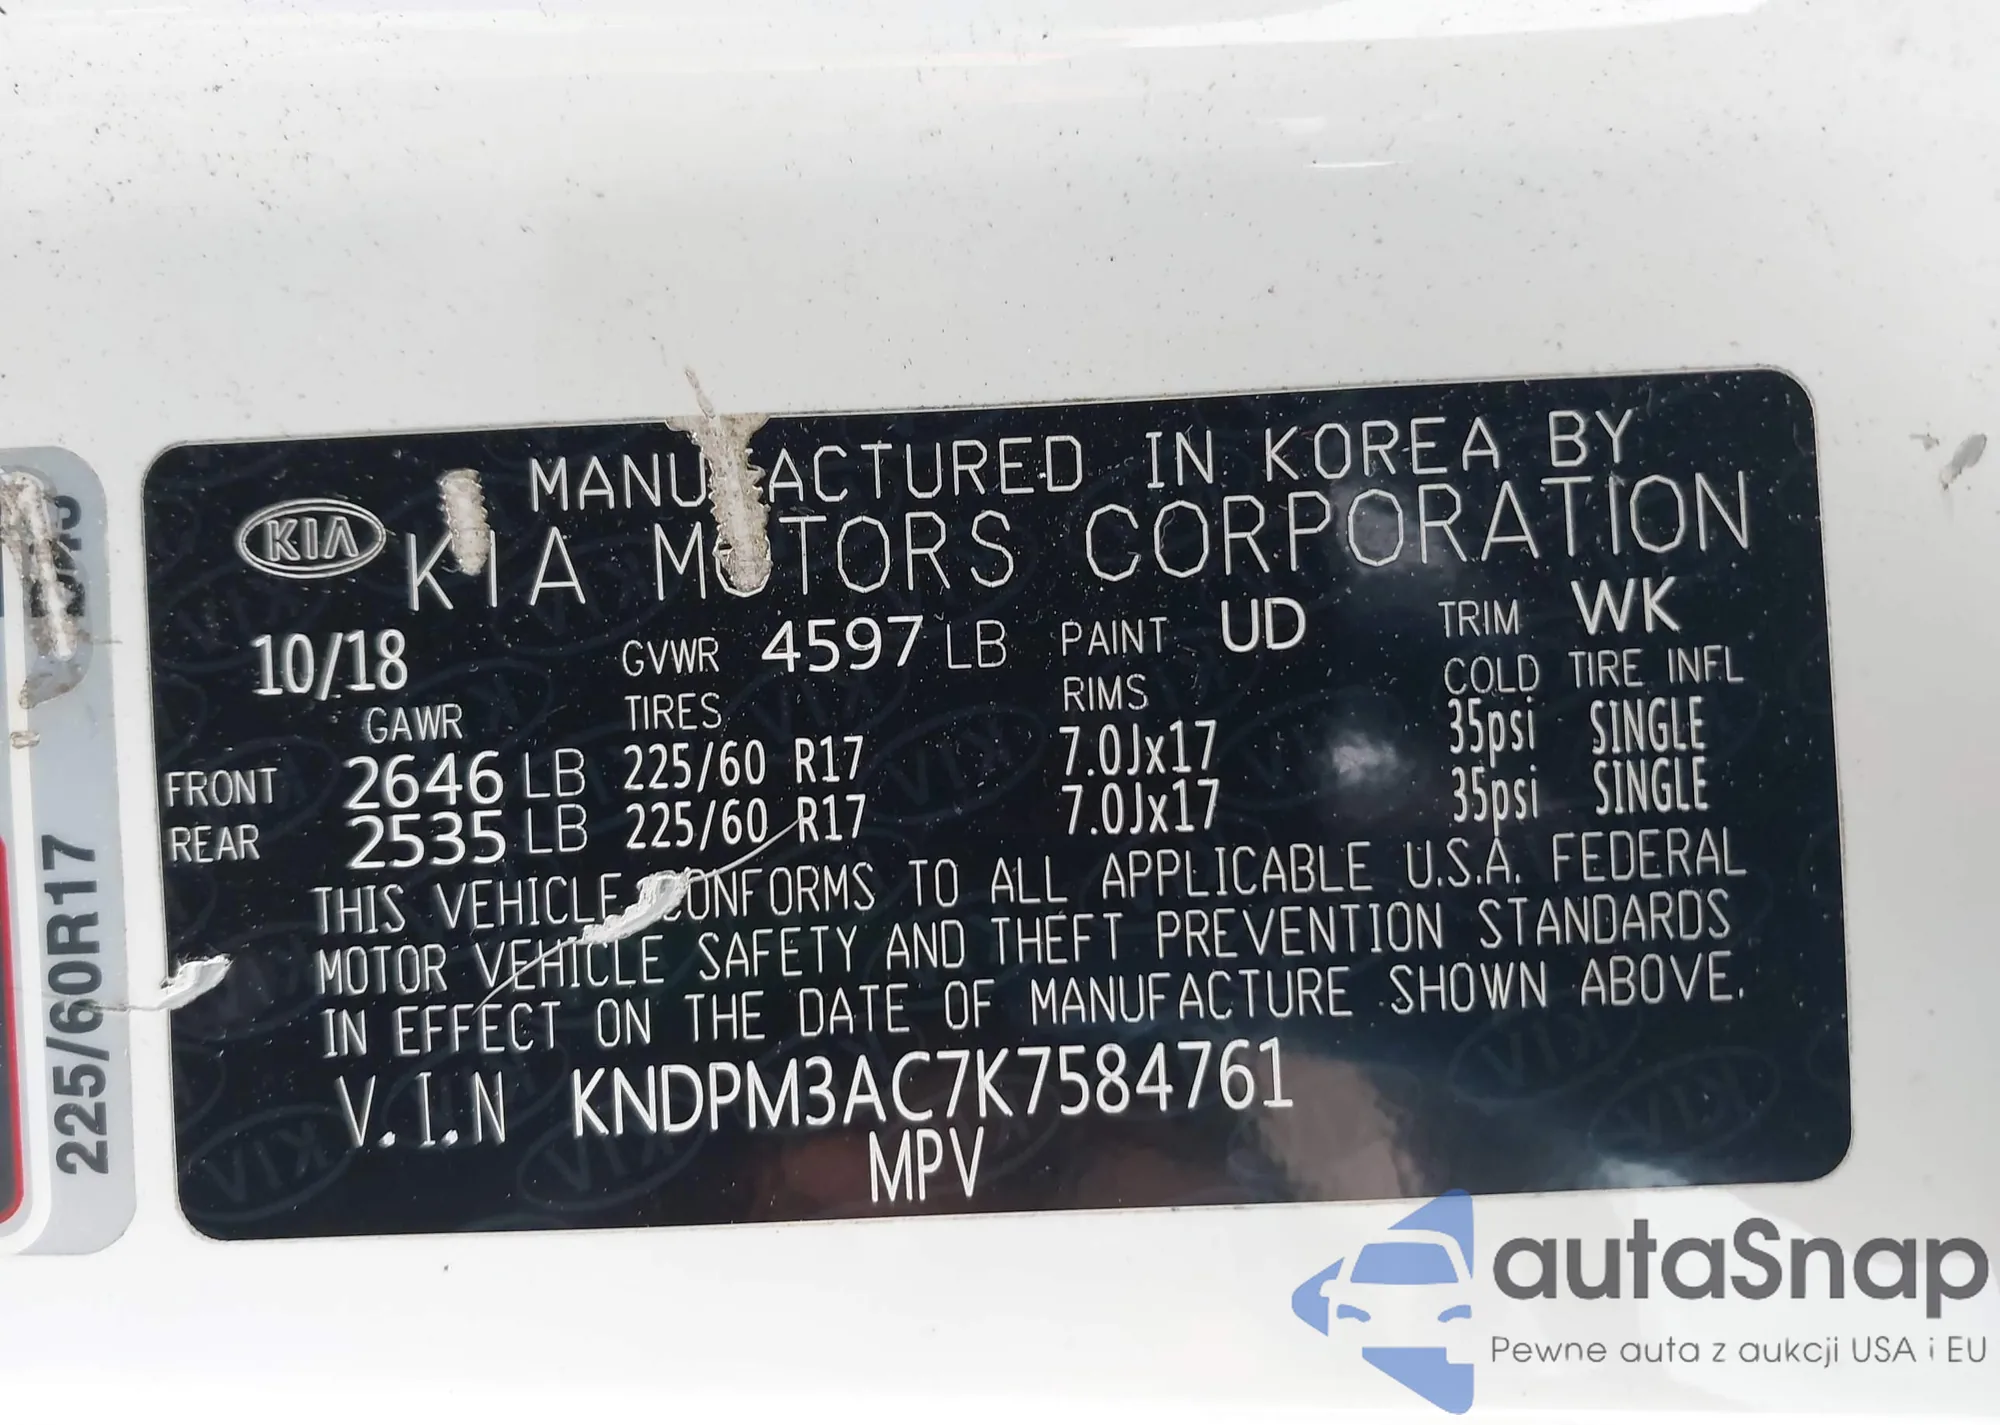 MANUFACTURED IN KOREA BY
KIA KIA MOTORS CORPORATION
10/18 GVWR 4597 LB PAINT UD TRIM WK
GAWR TIRES RIMS COLD TIRE INFL
FRONT 2646 LB 225/60 R17 7.0Jx17 35psi SINGLE
REAR 2535 LB 225/60 R17 7.0Jx17 35psi SINGLE
THIS VEHICLE CONFORMS TO ALL APPLICABLE U.S.A. FEDERAL
MOTOR VEHICLE SAFETY AND THEFT PREVENTION STANDARDS
IN EFFECT ON THE DATE OF MANUFACTURE SHOWN ABOVE.
V.I.N KNDPM3AC7K7584761
MPV
225/60R17
autaSnap
Pewne auta z aukcji USA i EU